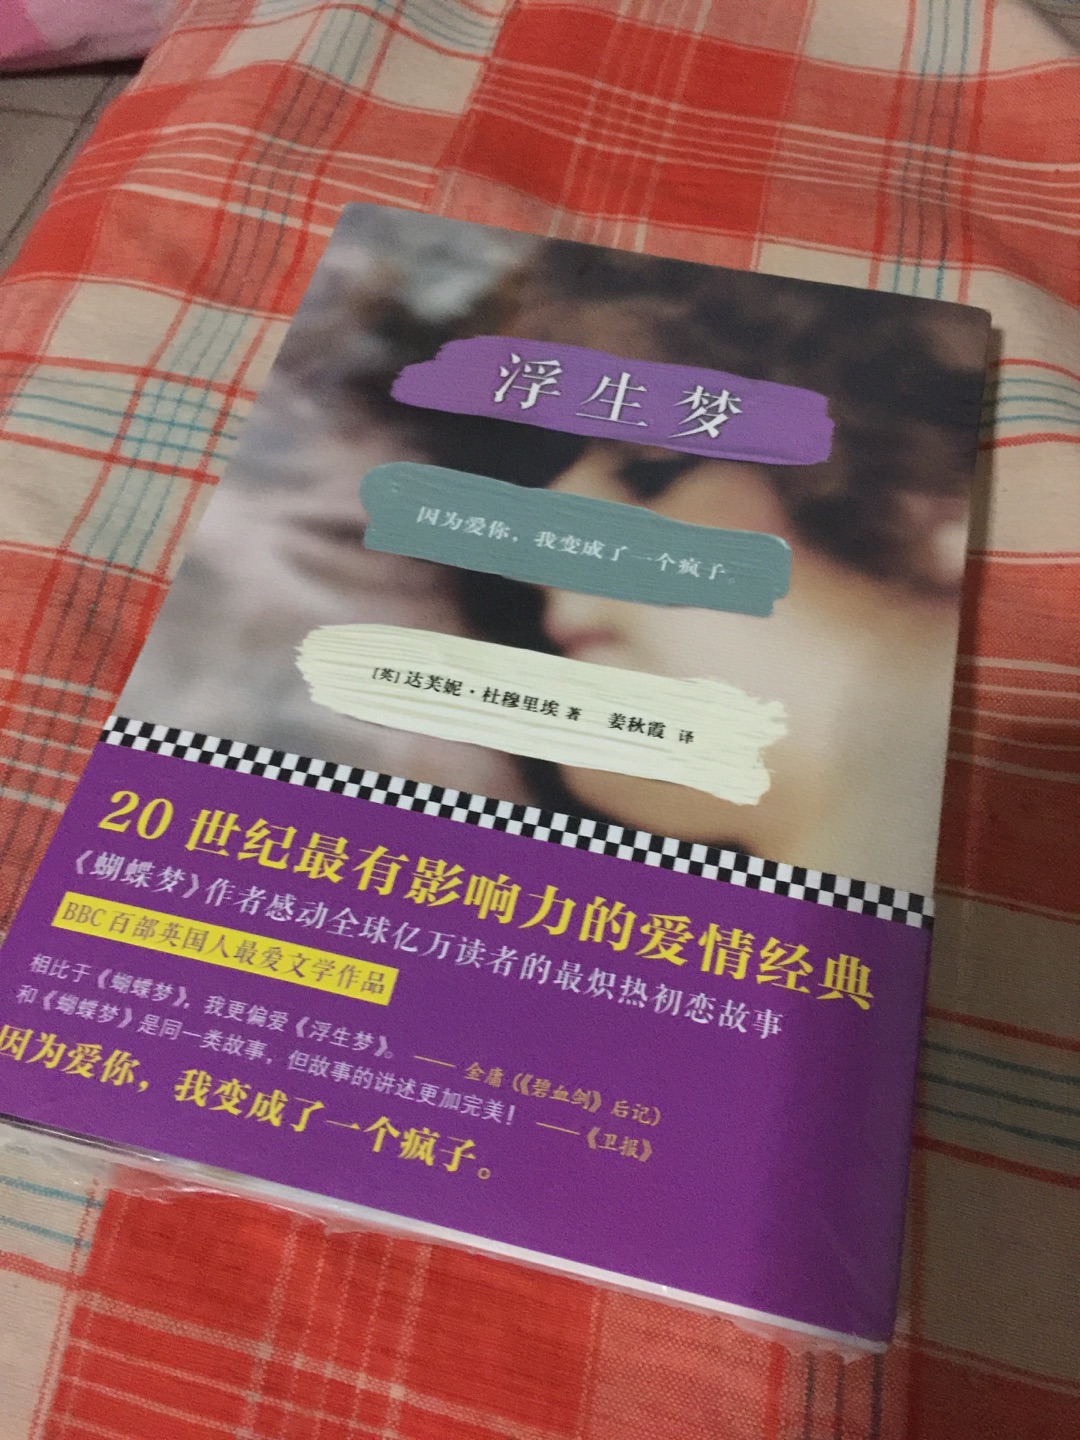 浮生梦
因为爱你，我变成了一个疯子。
[英] 达芙妮·杜穆里埃 著 姜秋霞 译
20 世纪最有影响力的爱情经典
《蝴蝶梦》作者感动全球亿万读者的最炽热初恋故事
BBC百部英国人最爱文学作品
相比于《蝴蝶梦》，我更偏爱《浮生梦》。 —— 金庸（《碧血剑》后记）
和《蝴蝶梦》是同一类故事，但故事的讲述更加完美！ ——《卫报》
因为爱你，我变成了一个疯子。